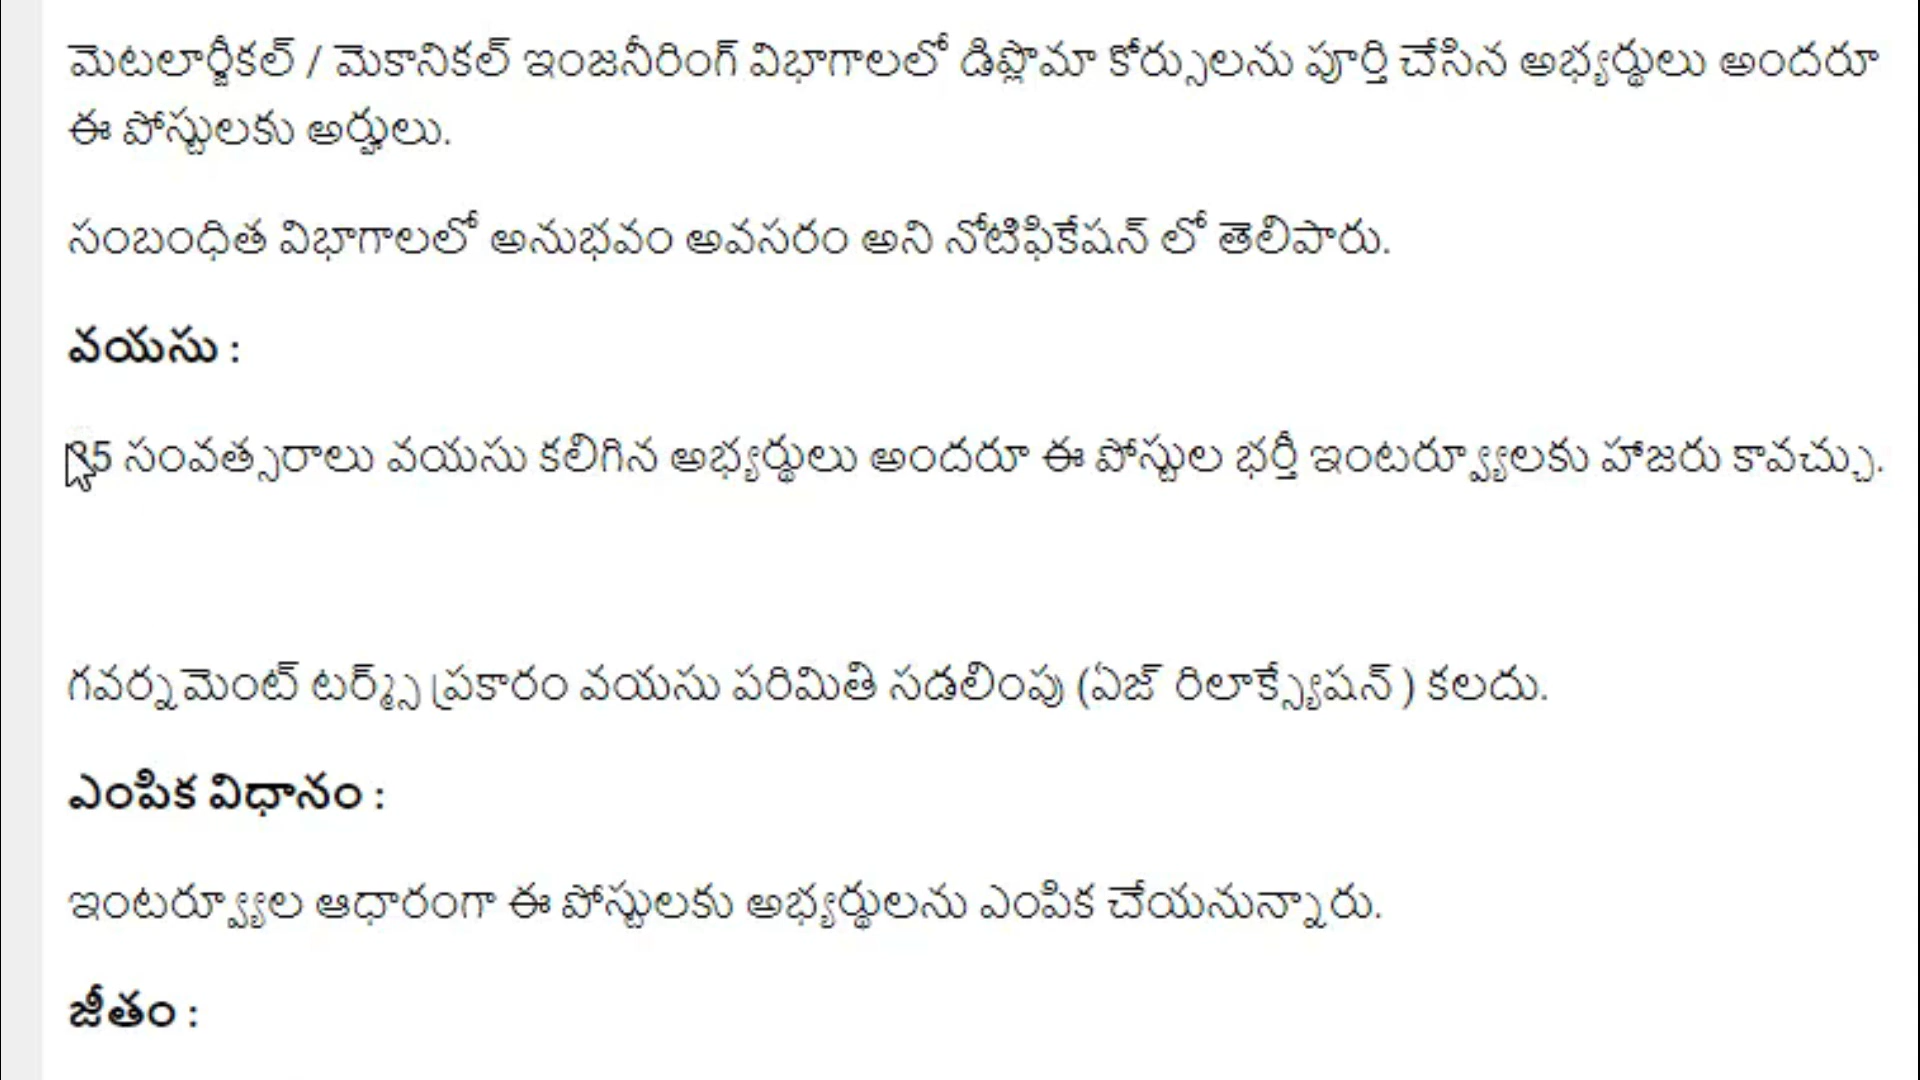 మెటలార్జీకల్ / మెకానికల్ ఇంజనీరింగ్ విభాగాలలో డిప్లొమా కోర్సులను పూర్తి చేసిన అభ్యర్థులు అందరూ
ఈ పోస్టులకు అర్హులు.
సంబంధిత విభాగాలలో అనుభవం అవసరం అని నోటిఫికేషన్ లో తెలిపారు.
వయసు :
35 సంవత్సరాలు వయసు కలిగిన అభ్యర్థులు అందరూ ఈ పోస్టుల భర్తీ ఇంటర్వ్యూలకు హాజరు కావచ్చు.
గవర్నమెంట్ టర్మ్స్ ప్రకారం వయసు పరిమితి సడలింపు (ఏజ్ రిలాక్స్యేషన్ ) కలదు.
ఎంపిక విధానం :
ఇంటర్వ్యూల ఆధారంగా ఈ పోస్టులకు అభ్యర్థులను ఎంపిక చేయనున్నారు.
జీతం :